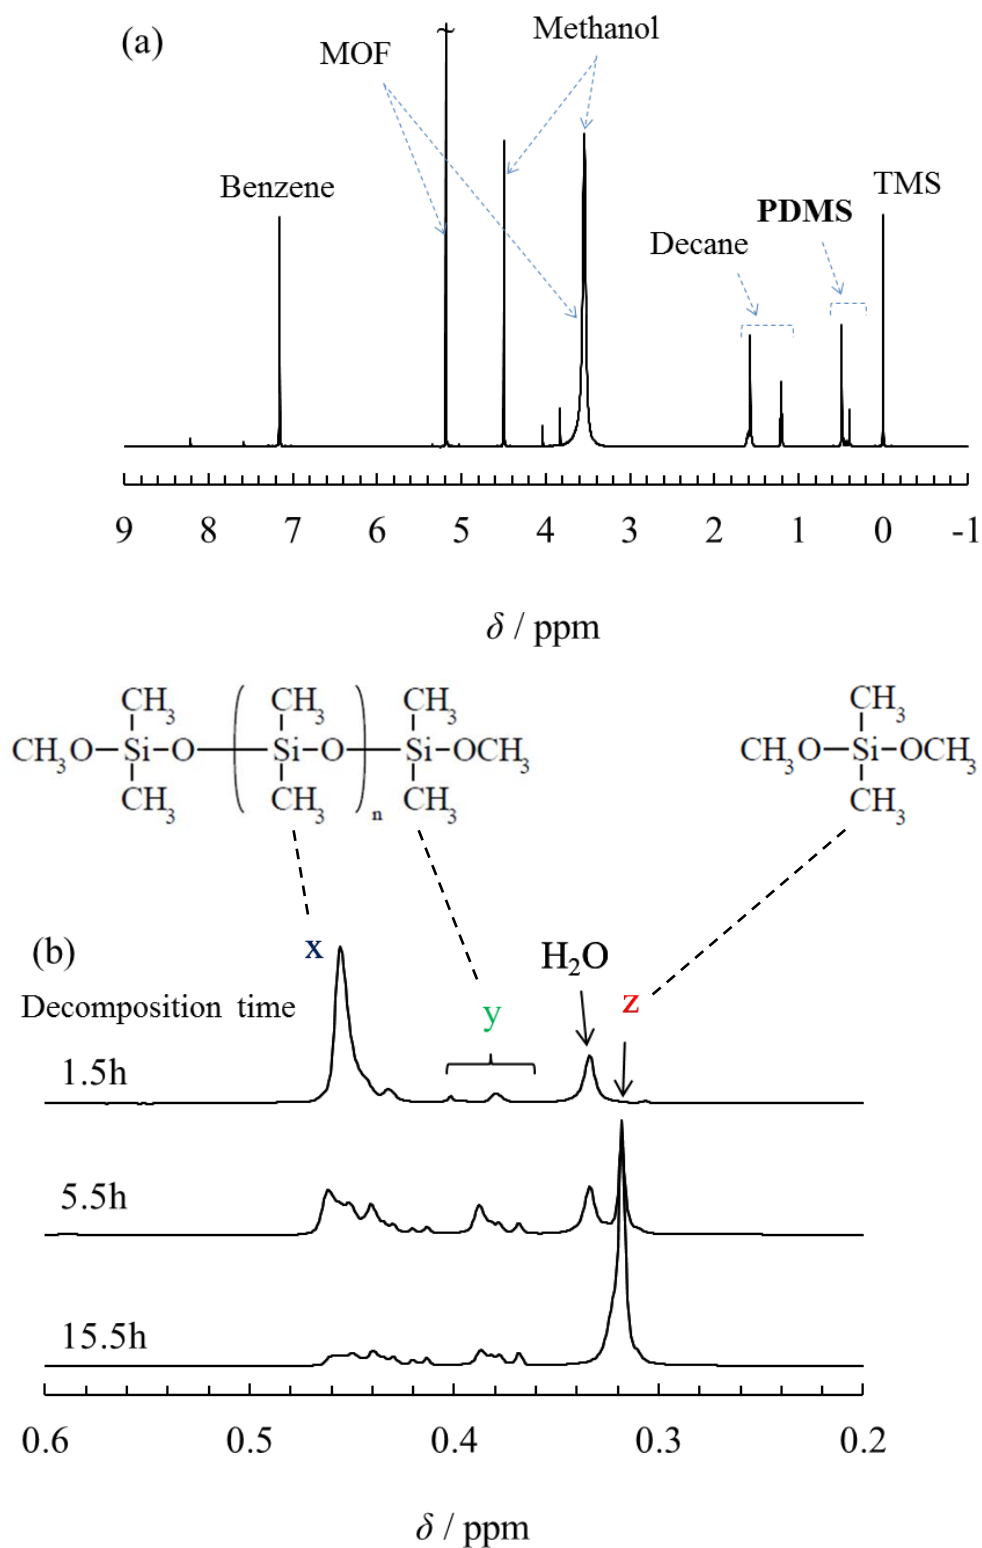 (a)
MOF
Methanol
Benzene
TMS
PDMS
Decane
~
9 8 7 6 5 4 3 2 1 0 -1
δ / ppm
CH₃ CH₃ CH₃ CH₃
CH₃O—Si—O—(Si—O)ₙ—Si—OCH₃ CH₃O—Si—OCH₃
CH₃ CH₃ CH₃ CH₃
(b)
x
H₂O
Decomposition time
y
z
1.5h
5.5h
15.5h
0.6 0.5 0.4 0.3 0.2
δ / ppm